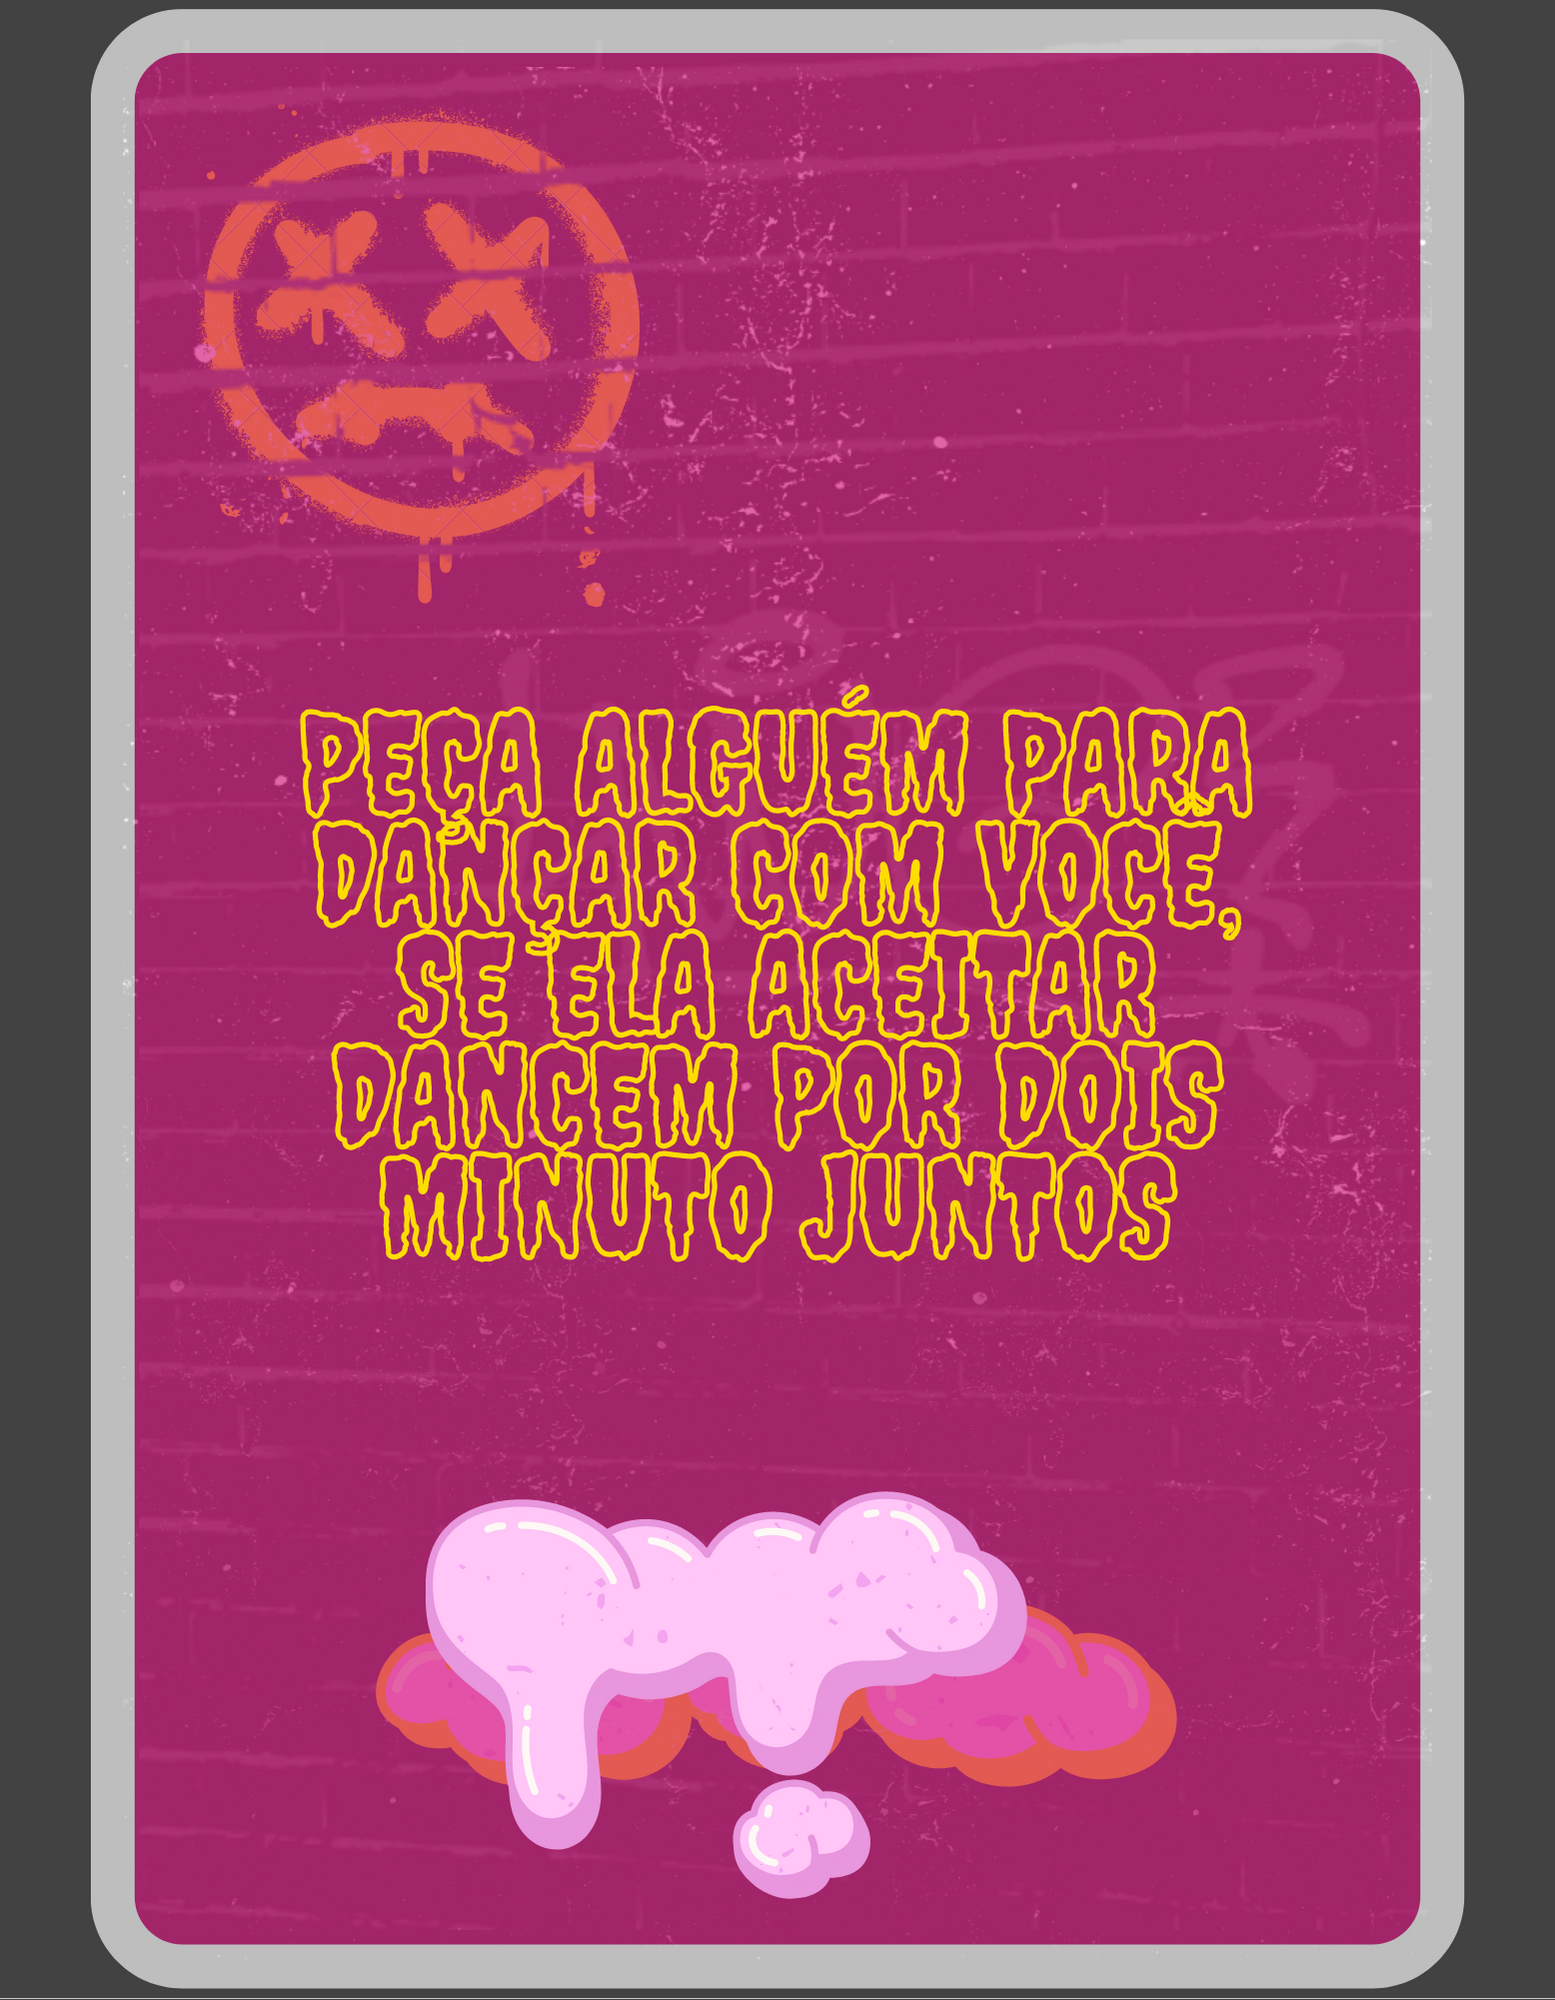 PEÇA ALGUÉM PARA
DANÇAR COM VOCÊ,
SE ELA ACEITAR
DANCEM POR DOIS
MINUTO JUNTOS